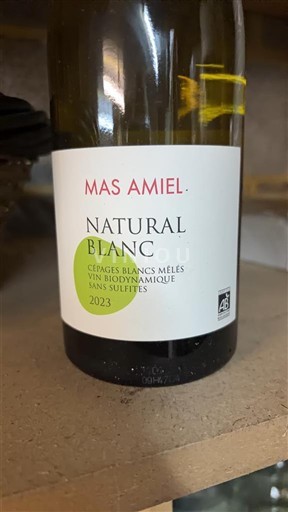 MAS AMIEL.
NATURAL
BLANC
CÉPAGES BLANCS MÊLÉS
VIN BIODYNAMIQUE
SANS SULFITES
2023
AB